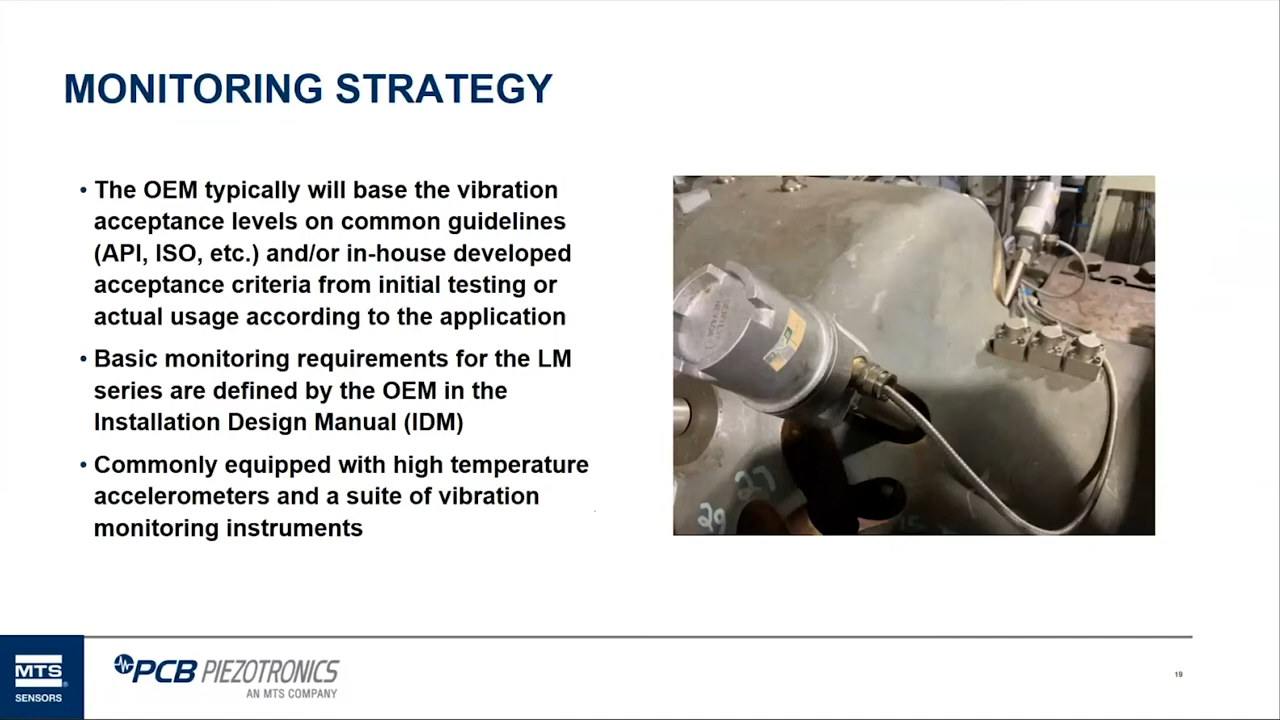 MONITORING STRATEGY
• The OEM typically will base the vibration
acceptance levels on common guidelines
(API, ISO, etc.) and/or in-house developed
acceptance criteria from initial testing or
actual usage according to the application
• Basic monitoring requirements for the LM
series are defined by the OEM in the
Installation Design Manual (IDM)
• Commonly equipped with high temperature
accelerometers and a suite of vibration
monitoring instruments
27
29
MTS
SENSORS
PCB PIEZOTRONICS
AN MTS COMPANY
19